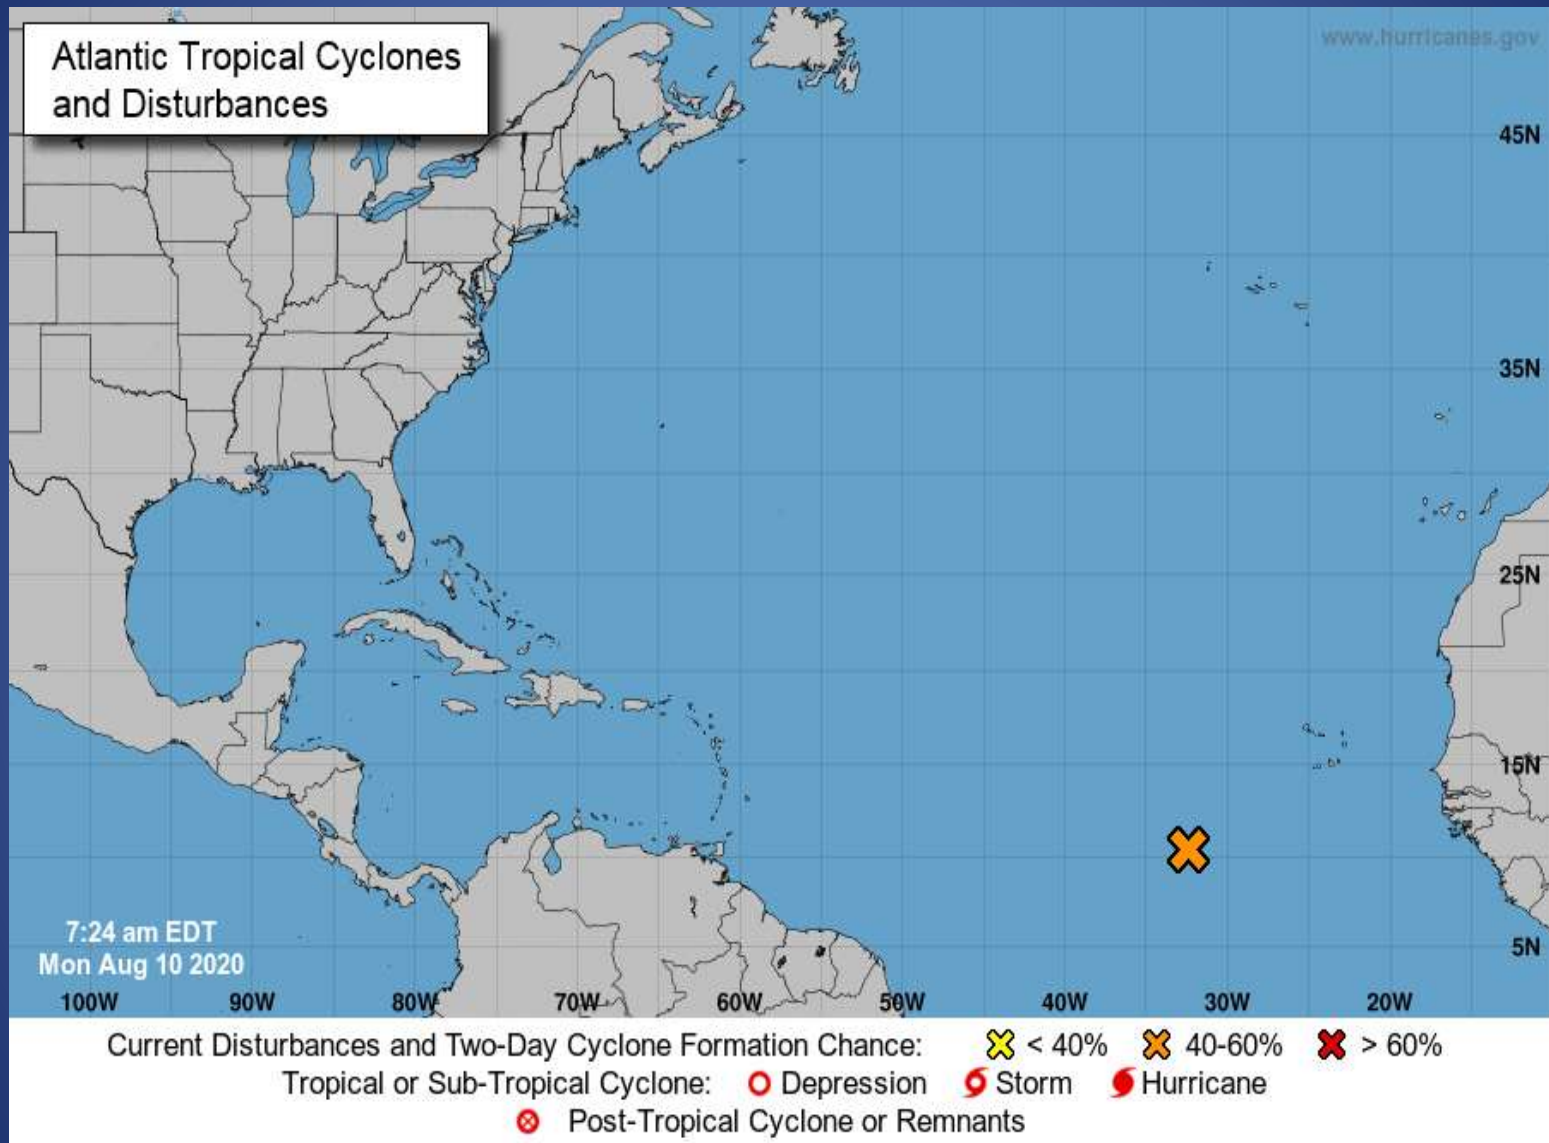 Atlantic Tropical Cyclones
and Disturbances
www.hurricanes.gov
45N
35N
25N
15N
5N
7:24 am EDT
Mon Aug 10 2020
100W 90W 80W 70W 60W 50W 40W 30W 20W
Current Disturbances and Two-Day Cyclone Formation Chance: < 40% 40-60% > 60%
Tropical or Sub-Tropical Cyclone: Depression Storm Hurricane
Post-Tropical Cyclone or Remnants